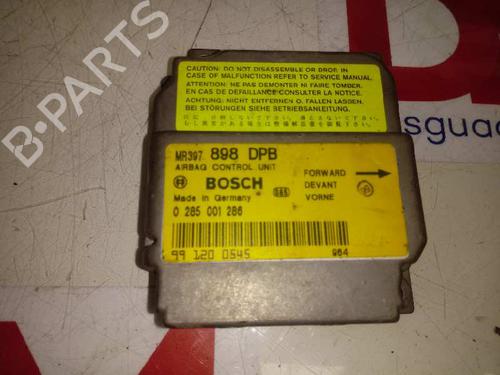 CAUTION: DO NOT DISASSEMBLE OR DROP. IN
CASE OF MALFUNCTION REFER TO SERVICE MANUAL.
ATTENTION: NE PAS DEMONTER NI FAIRE TOMBER.
EN CAS DE DEFAILLANCE CONSULTER LA NOTICE.
ACHTUNG: NICHT ENTFERNEN O. FALLEN LASSEN.
BEI STÖRUNGEN SIEHE BETRIEBSANLEITUNG.
MR397 898 DPB
AIRBAG CONTROL UNIT
FORWARD
BOSCH
DEVANT
Made in Germany
VORNE
0 285 001 286
99 120 0545
064
B-PARTS
esgua